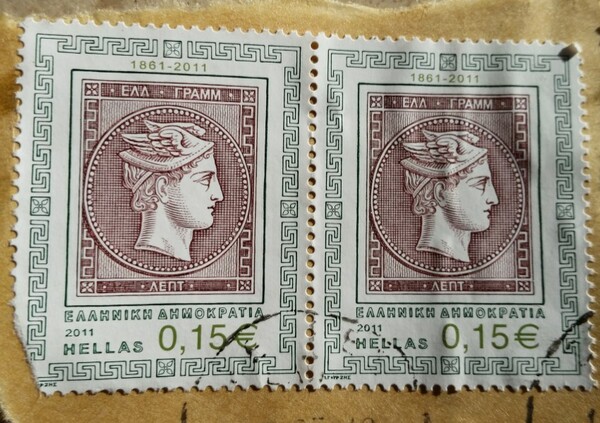 1861-2011
ΕΛΛ ΓΡΑΜΜ
ΛΕΠΤ
ΕΛΛΗΝΙΚΗ ΔΗΜΟΚΡΑΤΙΑ
2011
HELLAS 0,15€
1861-2011
ΕΛΛ ΓΡΑΜΜ
ΛΕΠΤ
ΕΛΛΗΝΙΚΗ ΔΗΜΟΚΡΑΤΙΑ
2011
HELLAS 0,15€